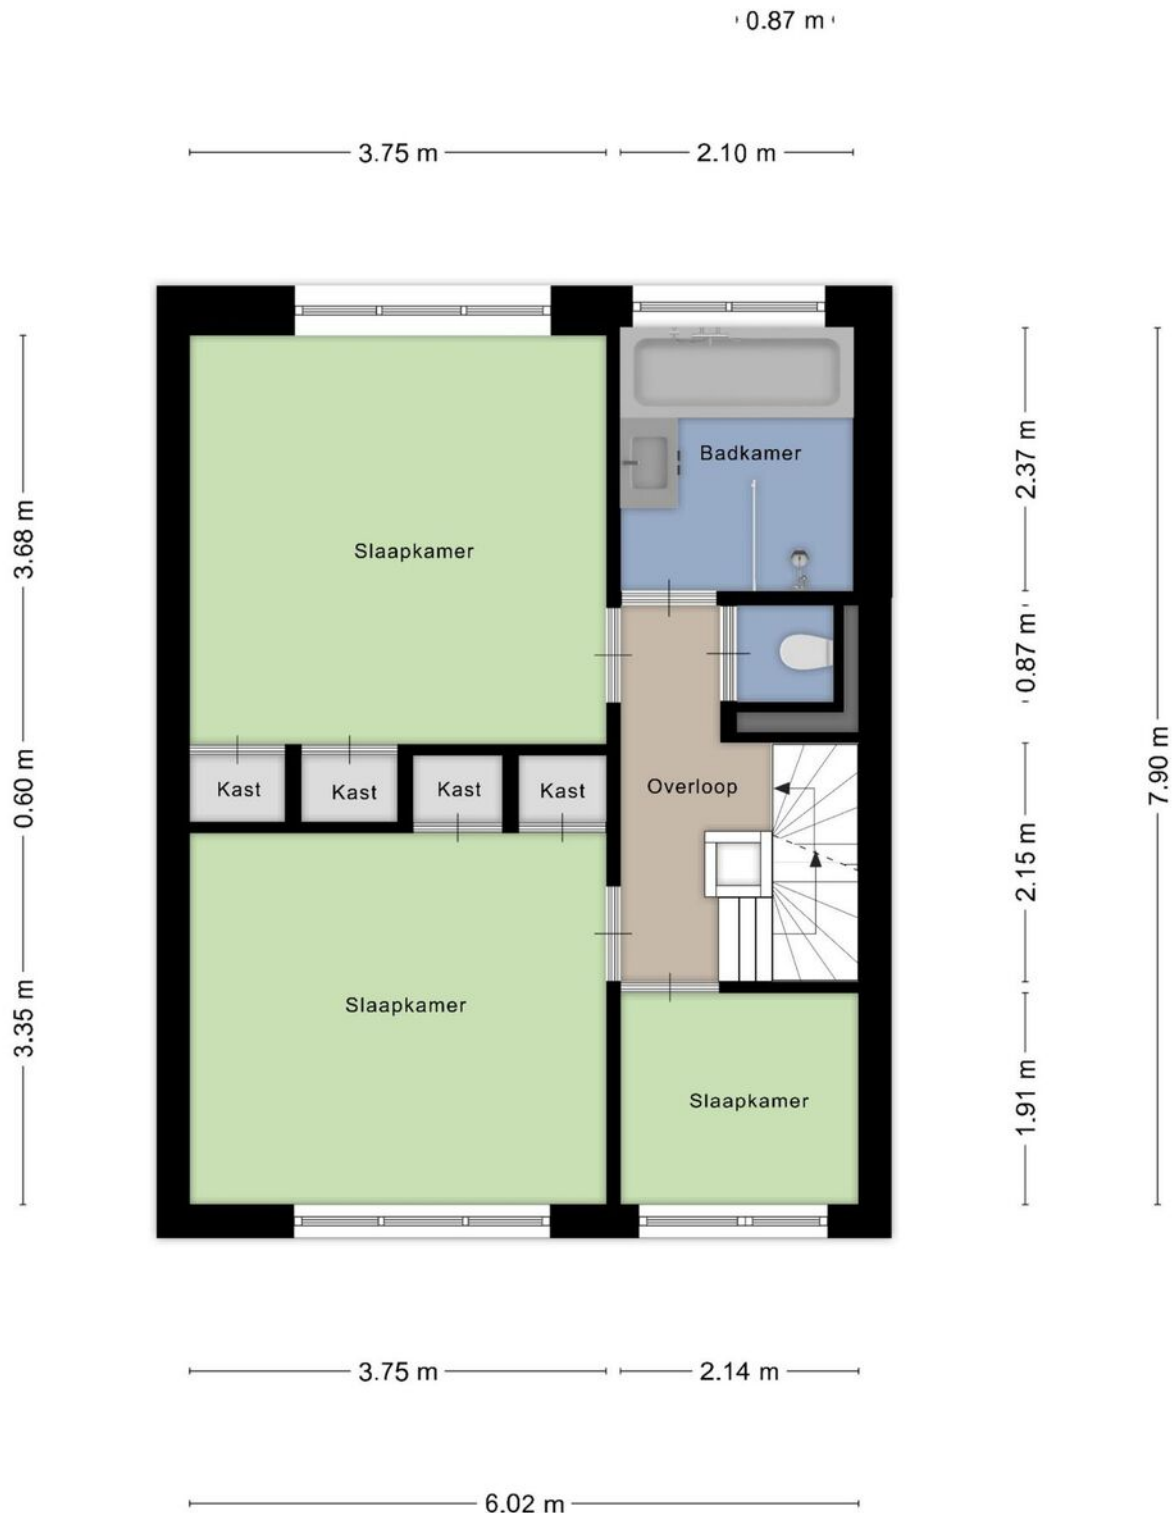 0.87 m
3.75 m
2.10 m
Badkamer
2.37 m
3.68 m
Slaapkamer
0.87 m
7.90 m
0.60 m
Kast
Kast
Kast
Kast
Overloop
2.15 m
3.35 m
Slaapkamer
Slaapkamer
1.91 m
3.75 m
2.14 m
6.02 m